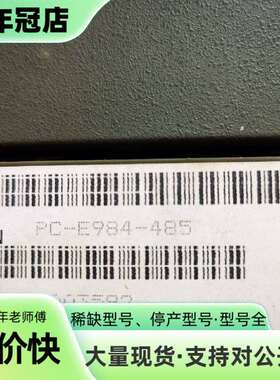 年冠店
PC-E984-485
年老师傅
价快
稀缺型号、停产型号·型号全
大量现货·支持对公